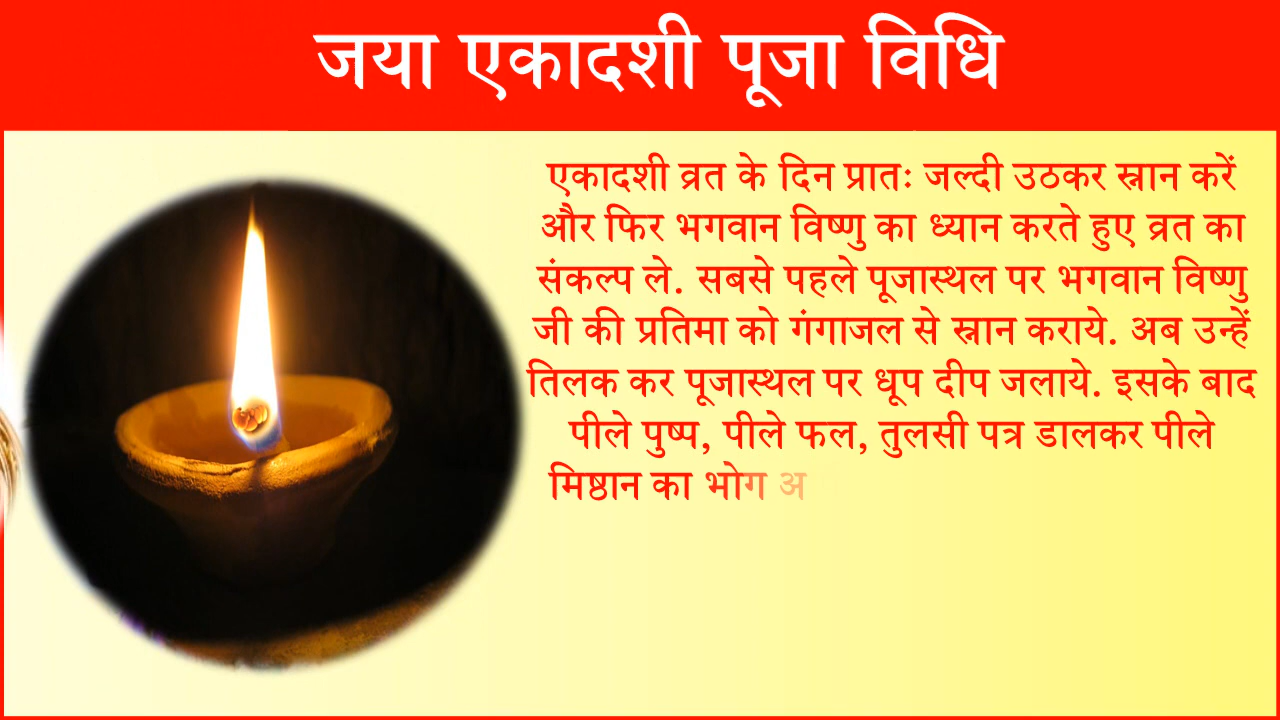 जया एकादशी पूजा विधि
एकादशी व्रत के दिन प्रातः जल्दी उठकर स्नान करें
और फिर भगवान विष्णु का ध्यान करते हुए व्रत का
संकल्प ले. सबसे पहले पूजास्थल पर भगवान विष्णु
जी की प्रतिमा को गंगाजल से स्नान कराये. अब उन्हें
तिलक कर पूजास्थल पर धूप दीप जलाये. इसके बाद
पीले पुष्प, पीले फल, तुलसी पत्र डालकर पीले
मिष्ठान का भोग